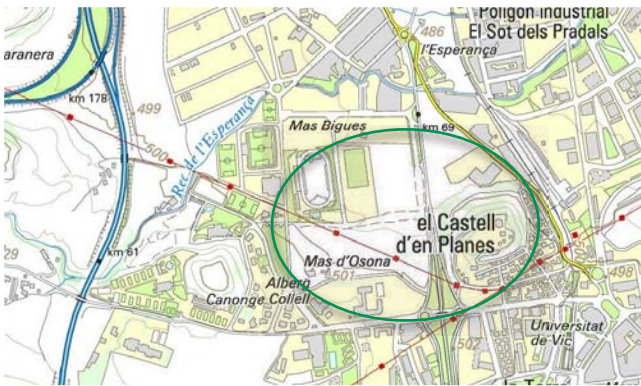 Polígon industrial
El Sot dels Pradals
486
l'Esperança
aranera
km 178
499
500
Rec de l'Esperança
Mas Bigues
km 69
el Castell
d'en Planes
Mas d'Osona
501
km 61
29
Alberg
Canonge Collell
498
502
Universitat
de Vic